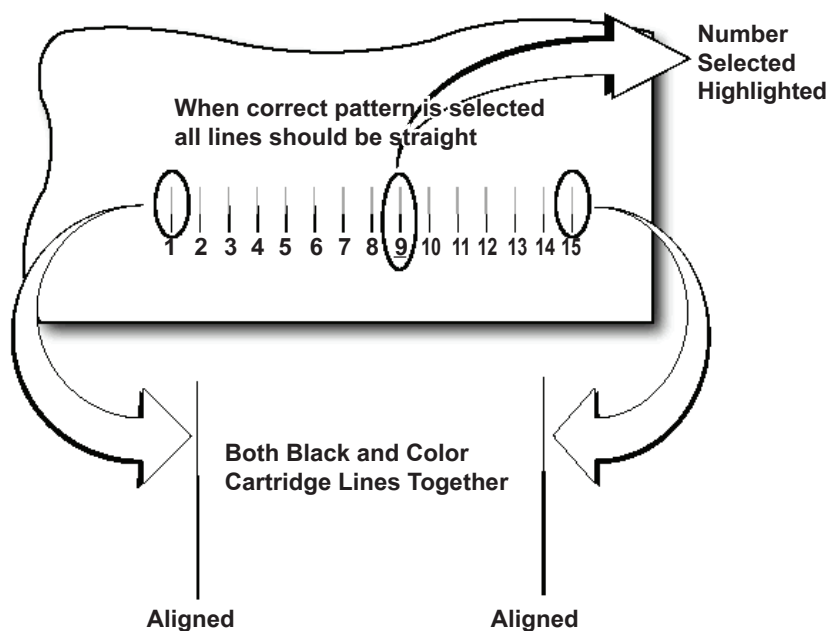 Number
Selected
Highlighted
When correct pattern is selected
all lines should be straight
1 2 3 4 5 6 7 8 9 10 11 12 13 14 15
Both Black and Color
Cartridge Lines Together
Aligned Aligned